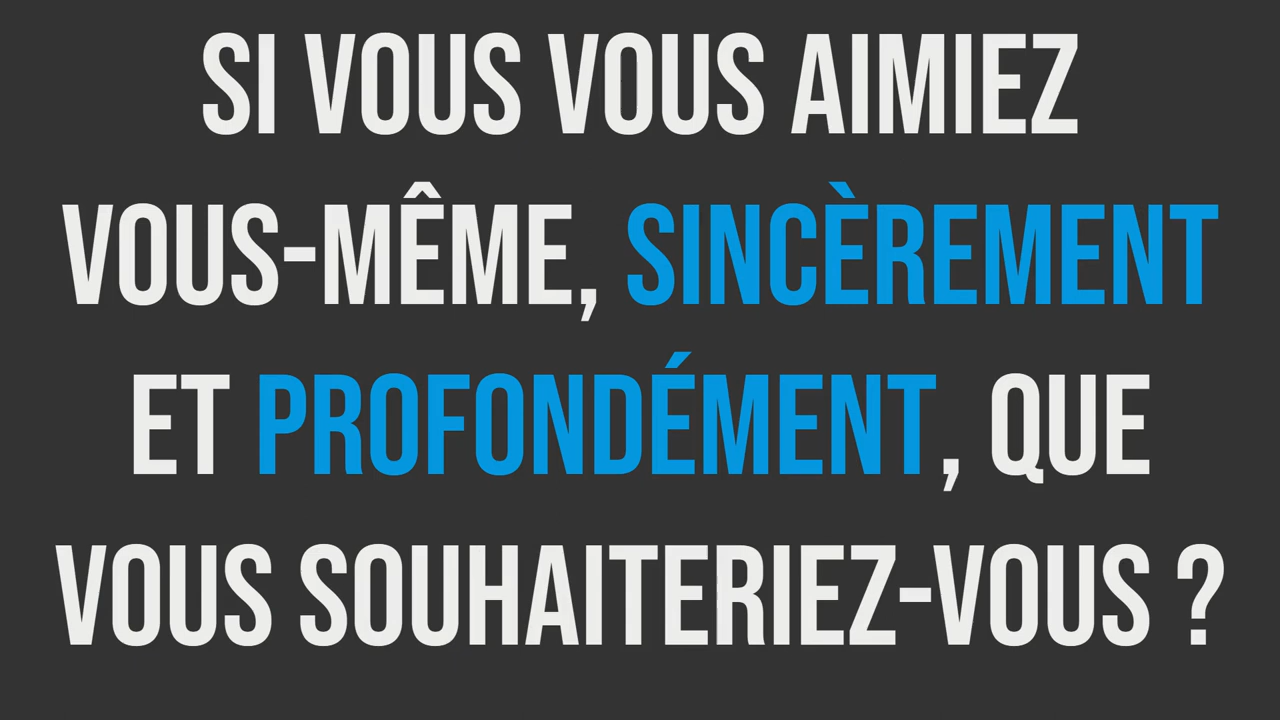 SI VOUS VOUS AIMIEZ
VOUS-MÊME, SINCÈREMENT
ET PROFONDÉMENT, QUE
VOUS SOUHAITERIEZ-VOUS ?